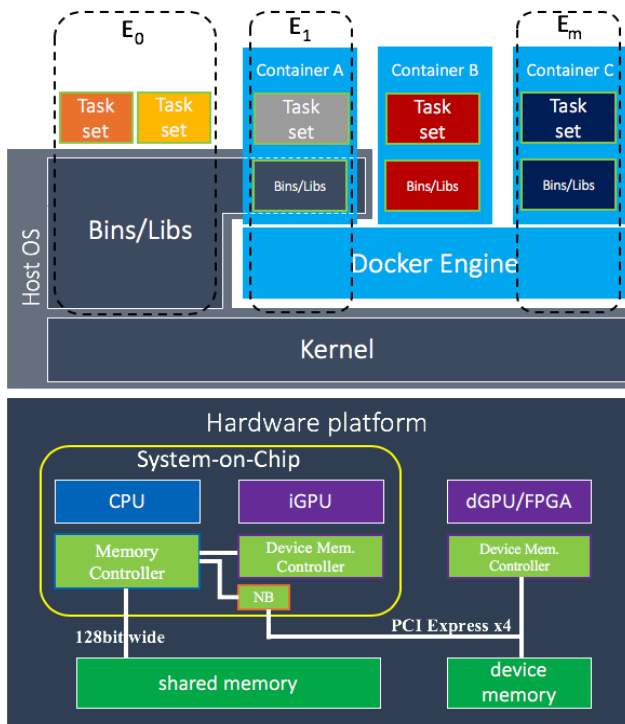 E0
E1
Em
Container A
Container B
Container C
Task
set
Task
set
Task
set
Task
set
Task
set
Bins/Libs
Bins/Libs
Bins/Libs
Bins/Libs
Host OS
Docker Engine
Kernel
Hardware platform
System-on-Chip
CPU
iGPU
dGPU/FPGA
Memory
Controller
Device Mem.
Controller
Device Mem.
Controller
NB
128bit wide
PCI Express x4
shared memory
device
memory